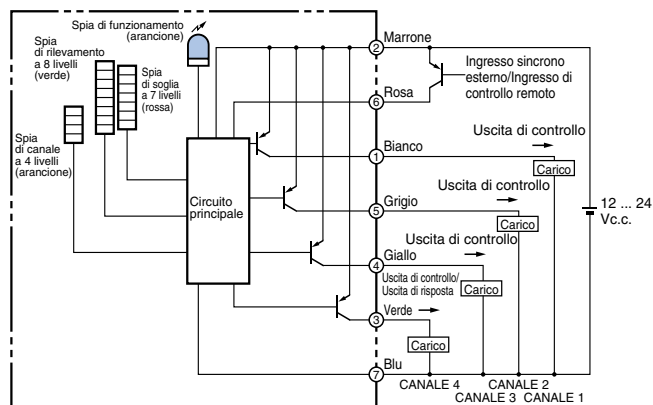 Spia di funzionamento
(arancione)
Spia
di rilevamento
a 8 livelli
(verde)
Spia
di soglia
a 7 livelli
(rossa)
Spia
di canale
a 4 livelli
(arancione)
Circuito
principale
2 Marrone
Ingresso sincrono
esterno/Ingresso di
controllo remoto
6 Rosa
Uscita di controllo
1 Bianco
Carico
Uscita di controllo
5 Grigio
Carico
12 ... 24
Vc.c.
Uscita di controllo
4 Giallo
Uscita di controllo/
Uscita di risposta
Carico
3 Verde
Carico
7 Blu
CANALE 4
CANALE 2
CANALE 3 CANALE 1